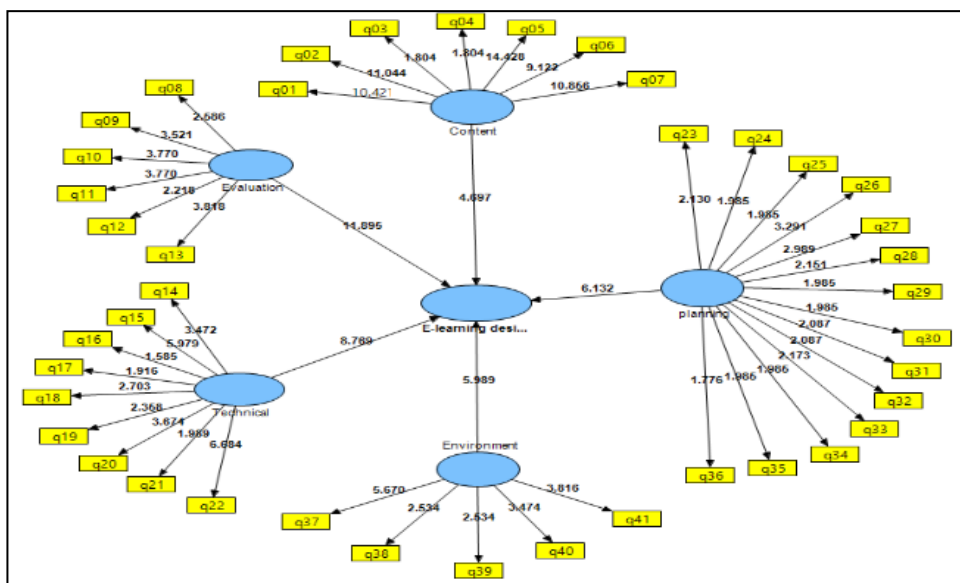 q01
q02
q03
q04
q05
q06
q07
10.421
11.044
1.804
1.804
14.428
9.122
10.856
Content
4.697
q08
q09
q10
q11
q12
q13
2.586
3.521
3.770
3.770
2.218
3.818
Evaluation
11.895
q23
q24
q25
q26
q27
q28
q29
q30
q31
q32
q33
q34
q35
q36
2.130
1.985
1.985
3.291
2.989
2.151
1.985
1.985
2.087
2.087
2.173
1.985
1.985
1.776
planning
6.132
E-learning desi...
q14
q15
q16
q17
q18
q19
q20
q21
q22
3.472
5.979
1.585
1.916
2.703
2.358
3.674
1.989
6.684
Technical
8.769
5.989
Environment
5.670
2.534
2.534
3.474
3.816
q37
q38
q39
q40
q41